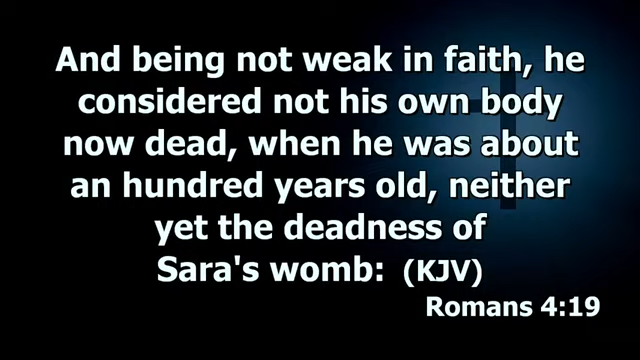 And being not weak in faith, he
considered not his own body
now dead, when he was about
an hundred years old, neither
yet the deadness of
Sara's womb: (KJV)
Romans 4:19